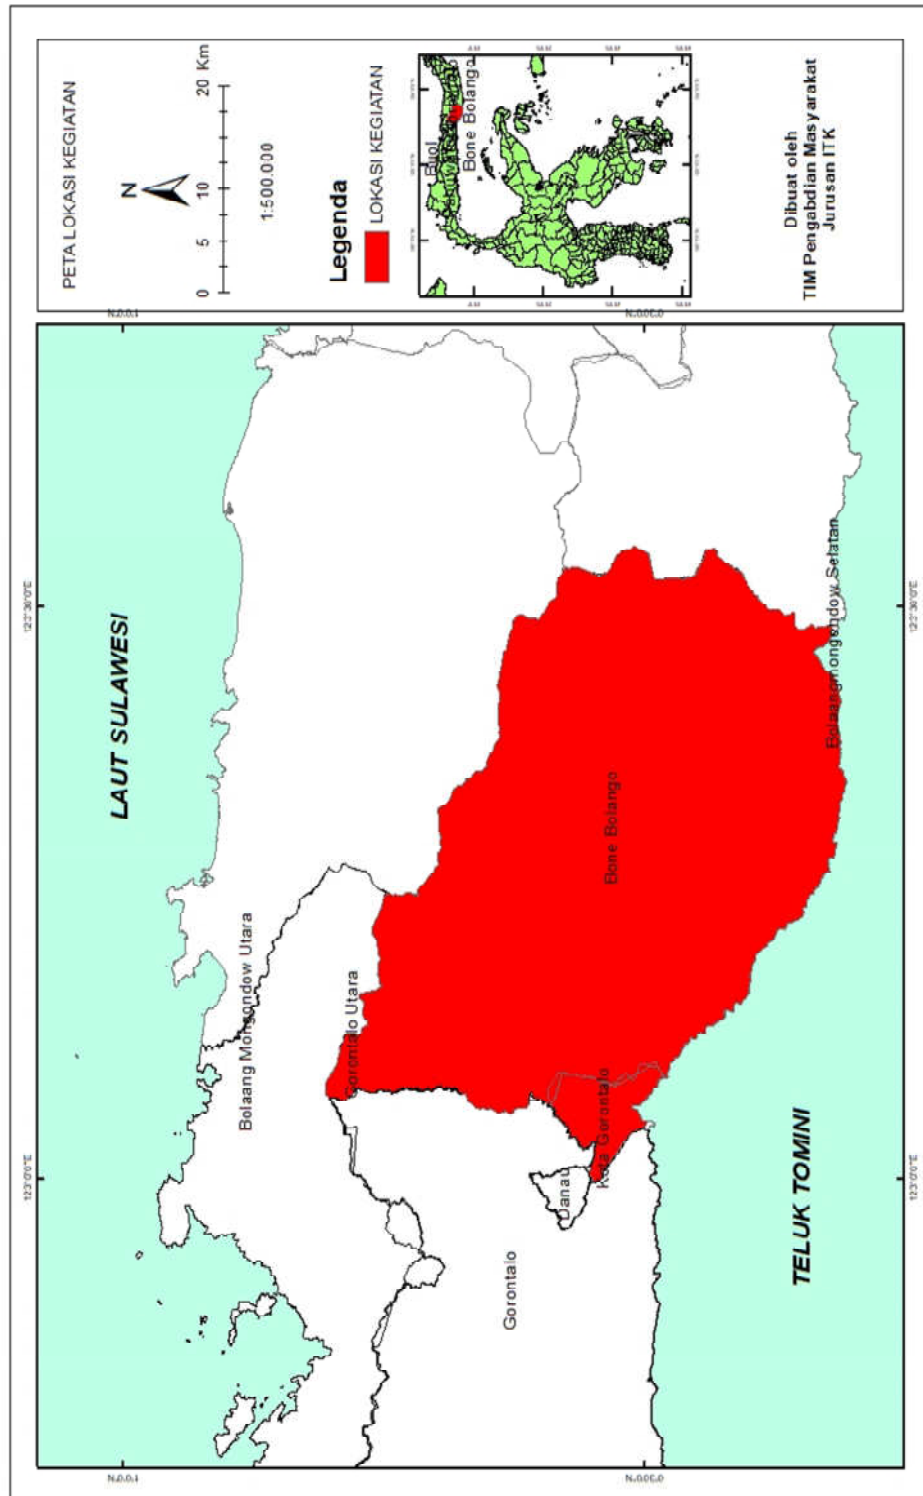 PETA LOKASI KEGIATAN
N
0 5 10 20 Km
1:500.000
Legenda
LOKASI KEGIATAN
Buol
Bone Bolango
Dibuat oleh
TIM Pengabdian Masyarakat
Jurusan ITK
LAUT SULAWESI
Bolaang Mongondow Utara
Gorontalo Utara
Gorontalo
Danau
Kota Gorontalo
Bone Bolango
Bolaangmongondow Selatan
TELUK TOMINI